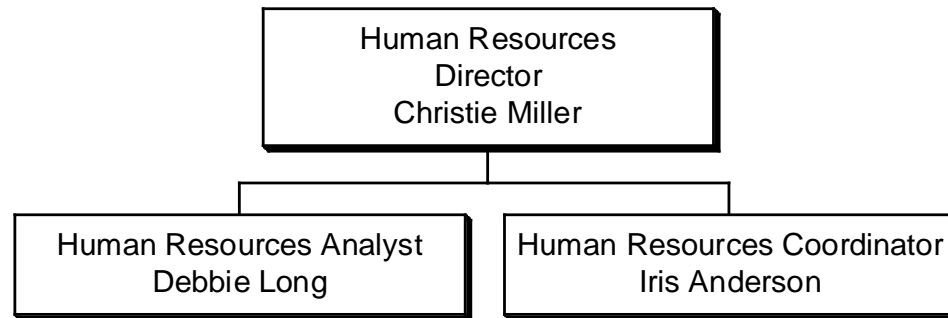 Human Resources
Director
Christie Miller
Human Resources Analyst
Debbie Long
Human Resources Coordinator
Iris Anderson